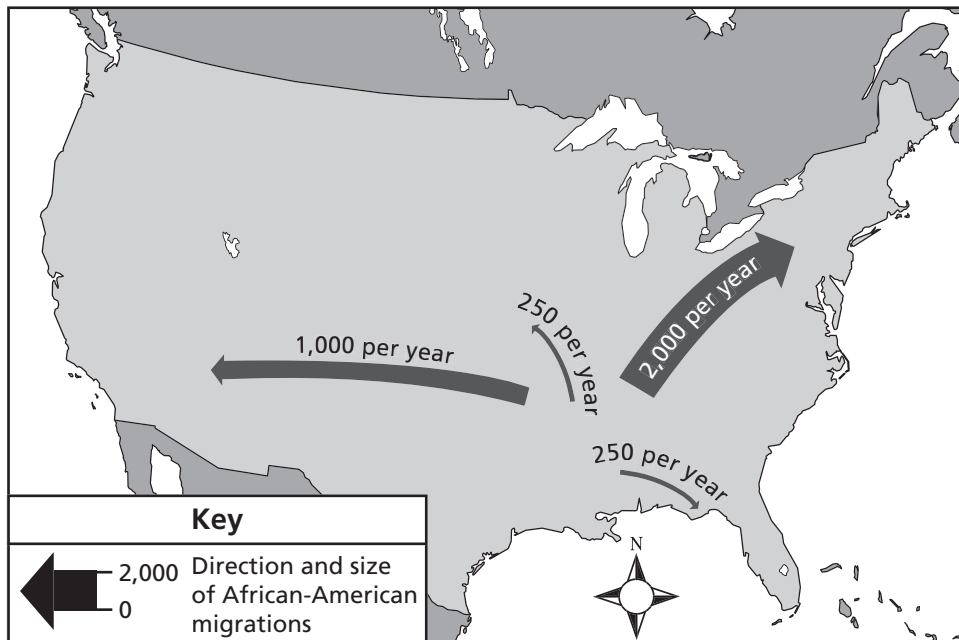 250 per year
2,000 per year
1,000 per year
250 per year
Key
2,000
0
Direction and size
of African-American
migrations
N